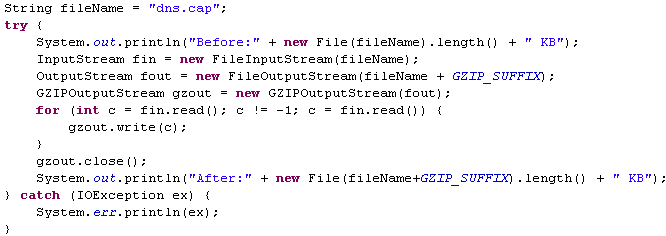 String fileName = "dns.cap";
try {
    System.out.println("Before:" + new File(fileName).length() + " KB");
    InputStream fin = new FileInputStream(fileName);
    OutputStream fout = new FileOutputStream(fileName + GZIP_SUFFIX);
    GZIPOutputStream gzout = new GZIPOutputStream(fout);
    for (int c = fin.read(); c != -1; c = fin.read()) {
        gzout.write(c);
    }
    gzout.close();
    System.out.println("After:" + new File(fileName+GZIP_SUFFIX).length() + " KB");
} catch (IOException ex) {
    System.err.println(ex);
}